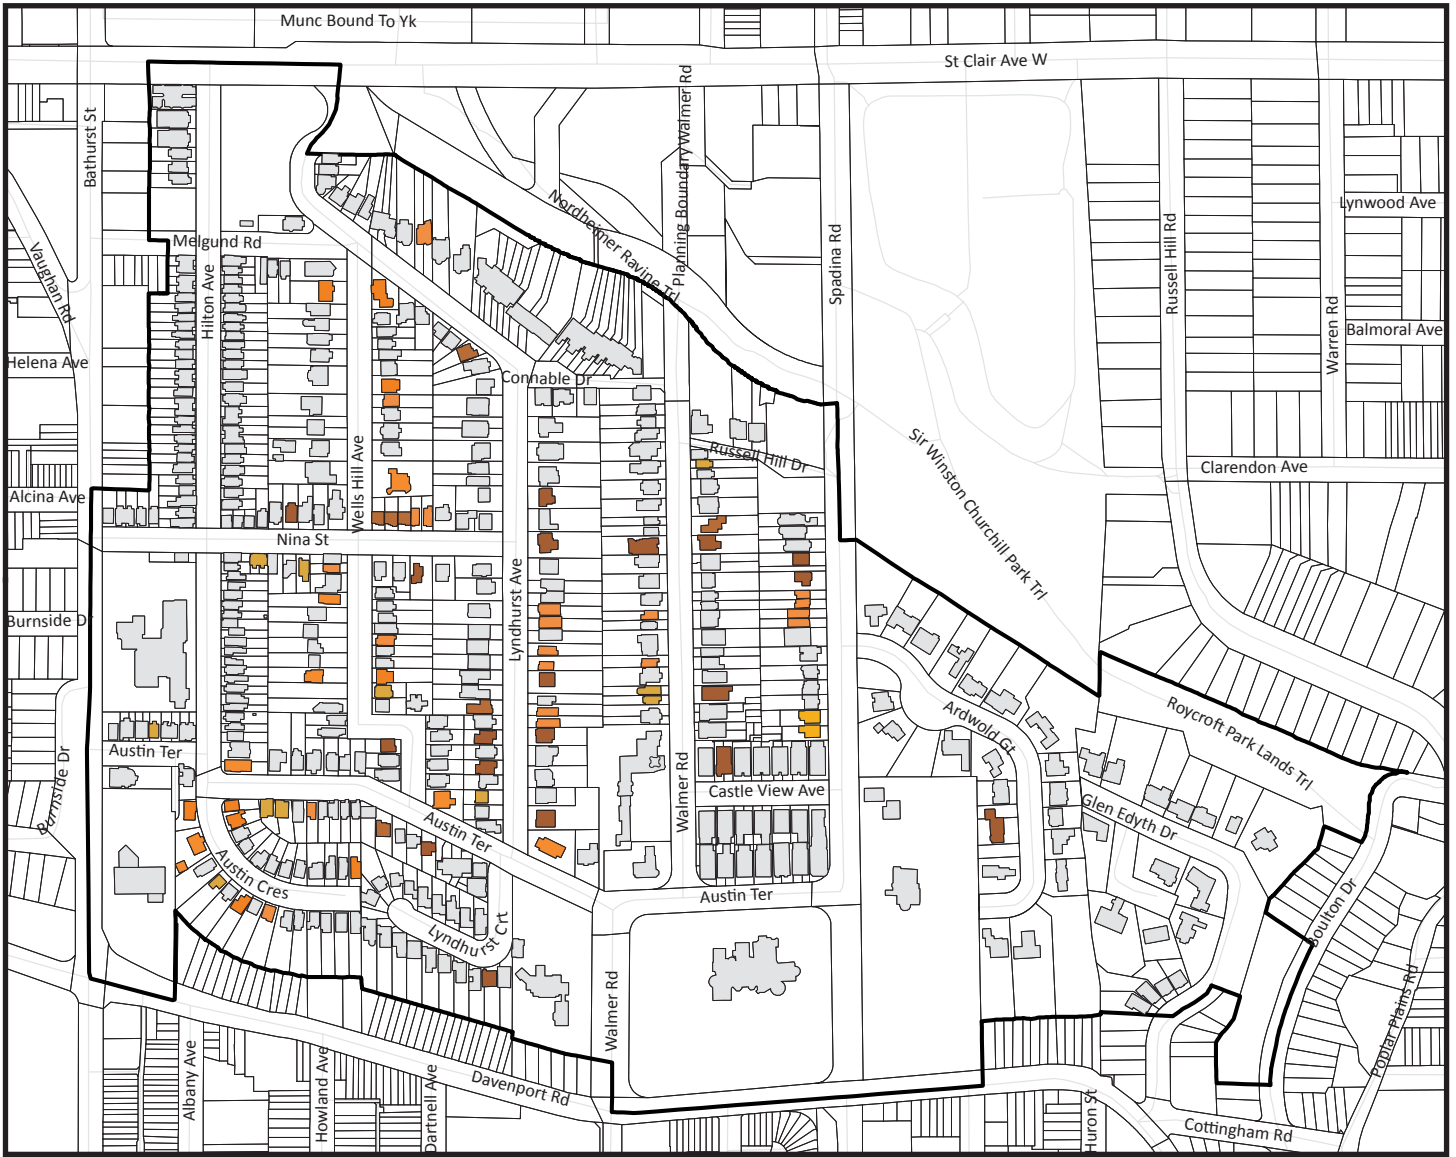 Munc Bound To Yk
St Clair Ave W
Bathurst St
Planning Boundary Walmer Rd
Nordheimer Ravine Trl
Spadina Rd
Russell Hill Rd
Lynwood Ave
Melgund Rd
Vaughan Rd
Hilton Ave
Warren Rd
Balmoral Ave
Helena Ave
Connable Dr
Russell Hill Dr
Sir Winston Churchill Park Trl
Clarendon Ave
Alcina Ave
Wells Hill Ave
Nina St
Lyndhurst Ave
Burnside D
Roycroft Park Lands Trl
Ardwold Gt
Austin Ter
Burnside Dr
Walmer Rd
Castle View Ave
Glen Edyth Dr
Austin Ter
Austin Cres
Austin Ter
Lyndhurst Crt
Boulton Dr
Walmer Rd
Poplar Plains Rd
Albany Ave
Howland Ave
Dartnell Ave
Davenport Rd
Huron St
Cottingham Rd